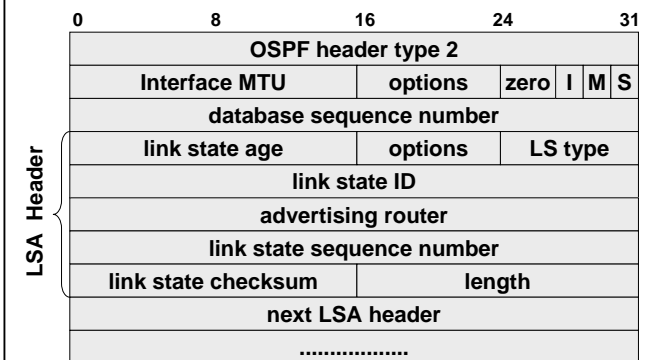 0 8 16 24 31
OSPF header type 2
Interface MTU options zero I M S
database sequence number
link state age options LS type
link state ID
advertising router
link state sequence number
link state checksum length
next LSA header
..................
LSA Header